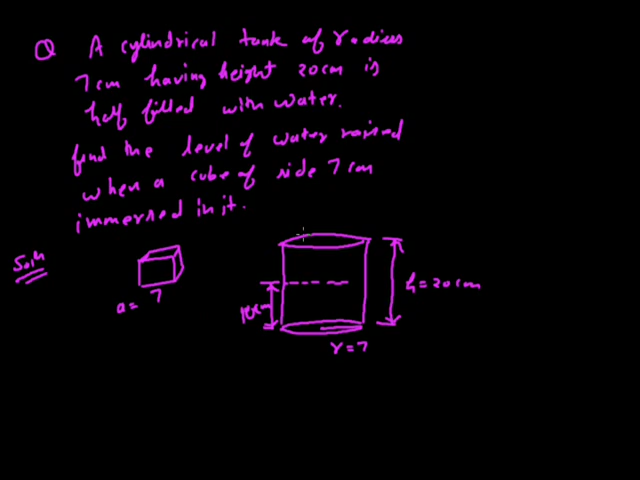 Q A cylindrical tank of radius
7cm having height 20cm is
half filled with water.
find the level of water raised
when a cube of side 7cm
immersed in it.
Soln
a = 7
10cm
h = 20cm
r = 7